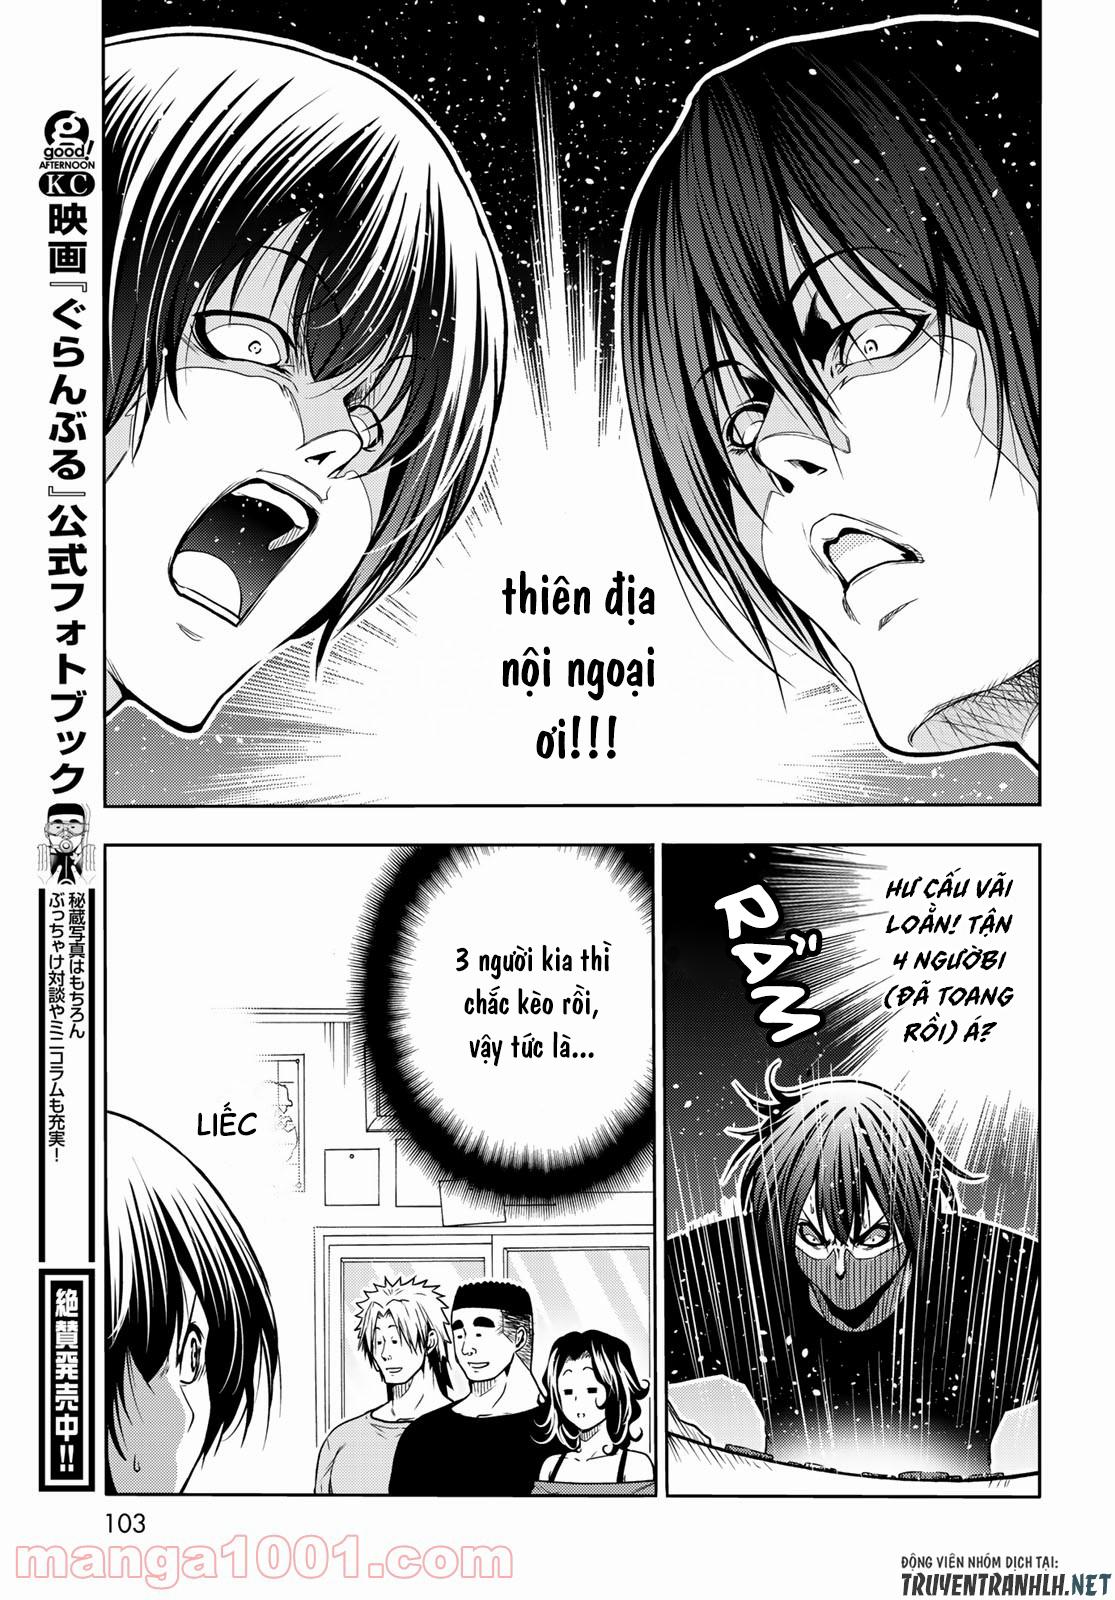 thiên địa
nội ngoại
ơi!!!
HƯ CẤU VÃI
LOẰN! TẬN
4 NGƯỜBI
(ĐÃ TOANG
RỒI) Á?
RẦM
3 người kia thì
chắc kèo rồi,
vậy tức là...
LIẾC
g
good!
AFTERNOON
KC
映画『ぐらんぶる』公式フォトブック
秘蔵写真はもちろん
ぶっちゃけ対談やミニコラムも充実!
絶賛発売中!!
103
manga1001.com
ĐỘNG VIÊN NHÓM DỊCH TẠI:
TRUYENTRANHLH.NET